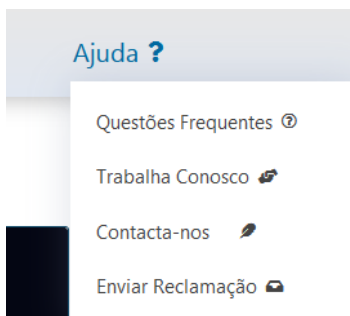 Ajuda ?
Questões Frequentes ?
Trabalha Conosco
Contacta-nos
Enviar Reclamação